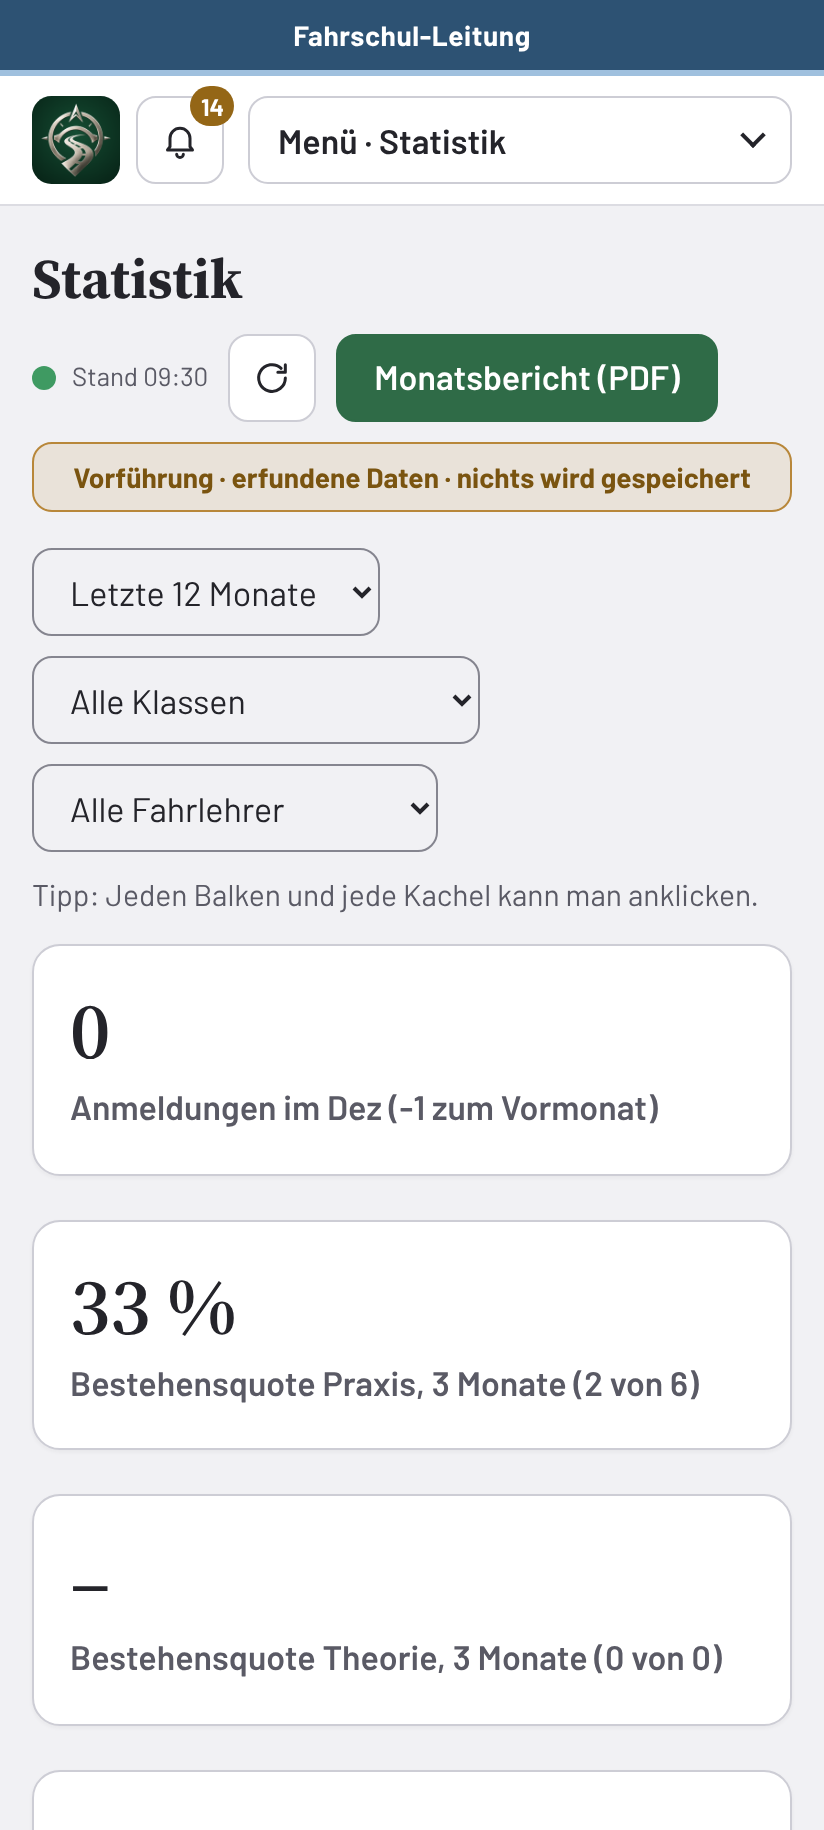 Fahrschul-Leitung
14
Menü · Statistik
Statistik
Stand 09:30
Monatsbericht (PDF)
Vorführung · erfundene Daten · nichts wird gespeichert
Letzte 12 Monate
Alle Klassen
Alle Fahrlehrer
Tipp: Jeden Balken und jede Kachel kann man anklicken.
0
Anmeldungen im Dez (-1 zum Vormonat)
33 %
Bestehensquote Praxis, 3 Monate (2 von 6)
–
Bestehensquote Theorie, 3 Monate (0 von 0)